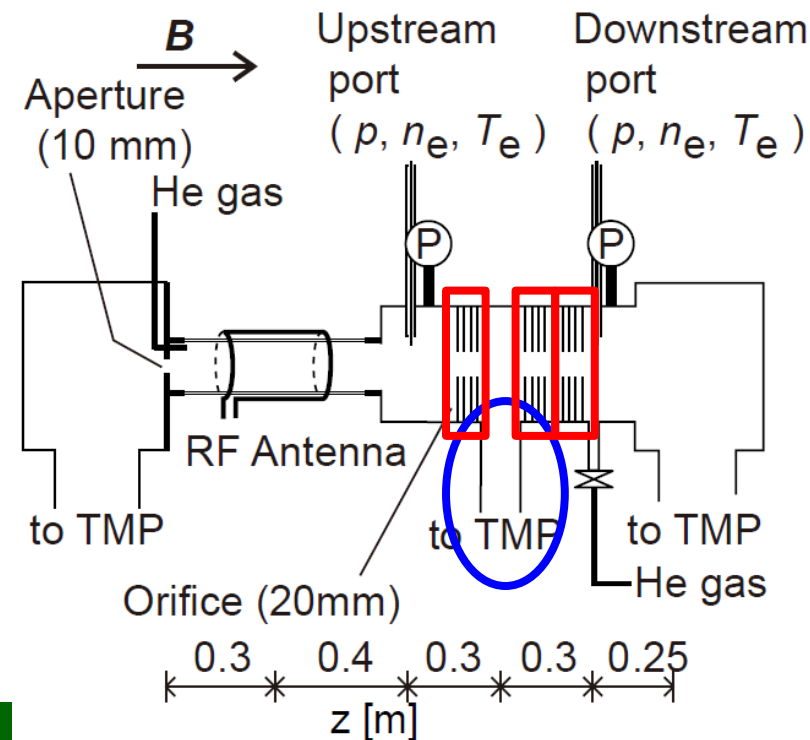 B
Upstream
port
( p, ne, Te )
Downstream
port
( p, ne, Te )
Aperture
(10 mm)
He gas
P
P
RF Antenna
to TMP
to TMP
to TMP
Orifice (20mm)
He gas
0.3 0.4 0.3 0.3 0.25
z [m]